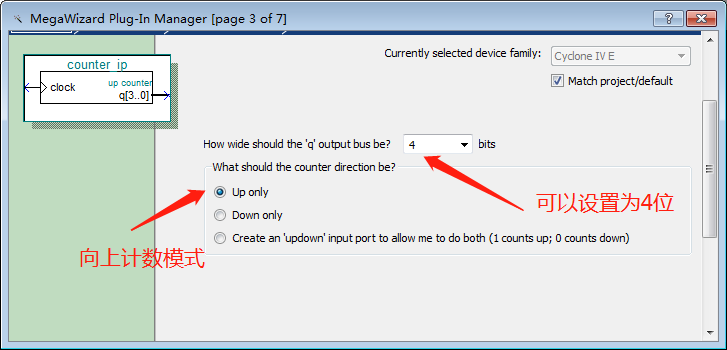 MegaWizard Plug-In Manager [page 3 of 7]
counter_ip
clock
up counter
q[3..0]
Currently selected device family:
Cyclone IV E
Match project/default
How wide should the 'q' output bus be?
4
bits
What should the counter direction be?
Up only
Down only
Create an 'updown' input port to allow me to do both (1 counts up; 0 counts down)
可以设置为4位
向上计数模式